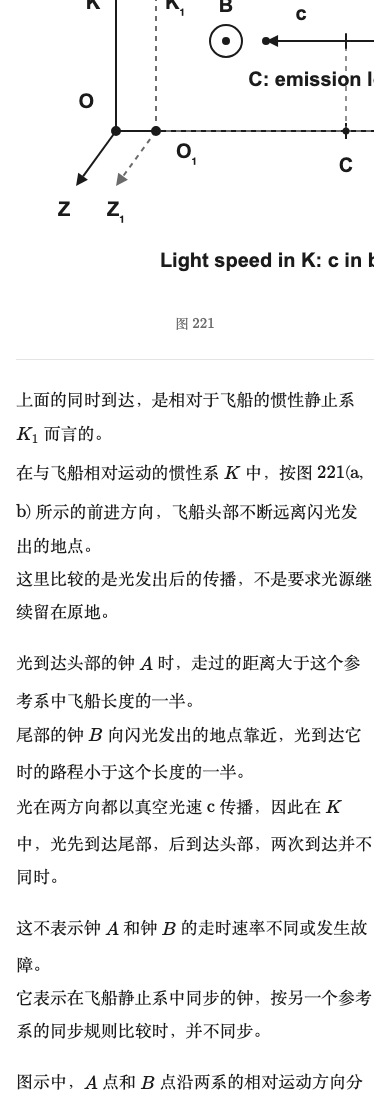 K K₁ B c
C: emission l
O
O₁
C
Z Z₁
Light speed in K: c in b
图 221
上面的同时到达，是相对于飞船的惯性静止系
K₁ 而言的。
在与飞船相对运动的惯性系 K 中，按图 221(a,
b) 所示的前进方向，飞船头部不断远离闪光发
出的地点。
这里比较的是光发出后的传播，不是要求光源继
续留在原地。
光到达头部的钟 A 时，走过的距离大于这个参
考系中飞船长度的一半。
尾部的钟 B 向闪光发出的地点靠近，光到达它
时的路程小于这个长度的一半。
光在两方向都以真空光速 c 传播，因此在 K
中，光先到达尾部，后到达头部，两次到达并不
同时。
这不表示钟 A 和钟 B 的走时速率不同或发生故
障。
它表示在飞船静止系中同步的钟，按另一个参考
系的同步规则比较时，并不同步。
图示中，A 点和 B 点沿两系的相对运动方向分